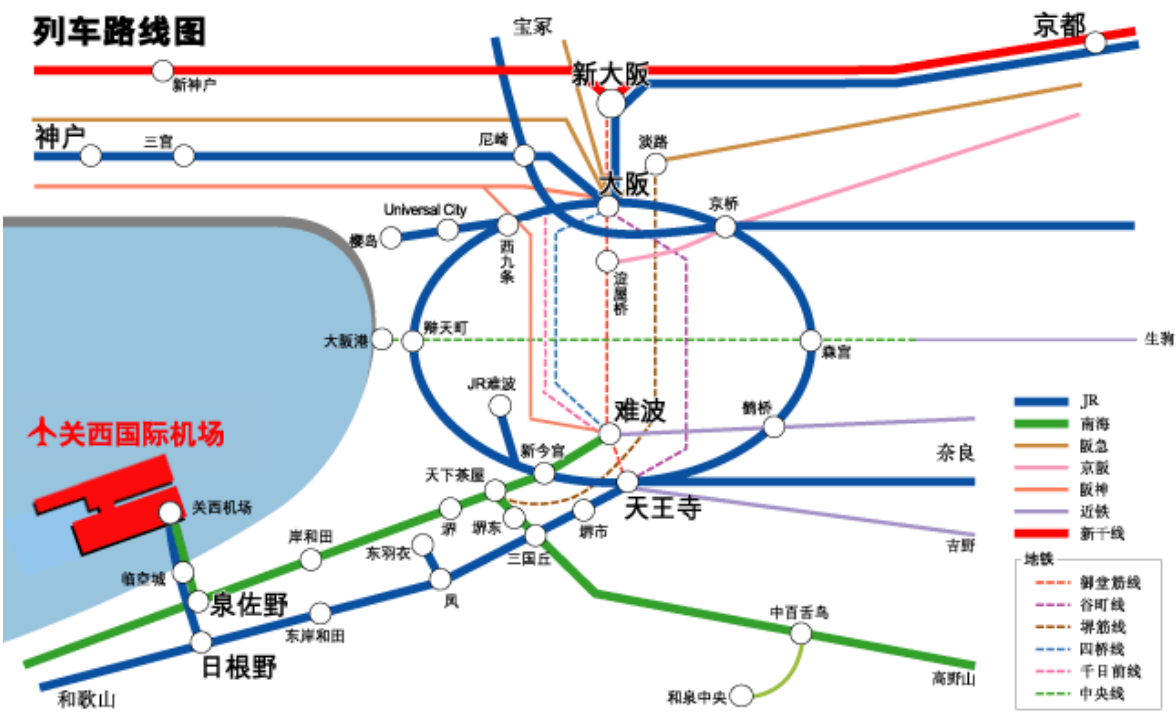 列车路线图
宝冢
京都
新神户
新大阪
神户
三宫
尼崎
淡路
大阪
京桥
Universal City
樱岛
西九条
淀屋桥
大阪港
辩天町
森宫
生驹
JR难波
难波
鹤桥
关西国际机场
新今宫
奈良
天下茶屋
天王寺
关西机场
堺
堺东
堺市
吉野
岸和田
东羽衣
三国丘
临空城
泉佐野
凤
东岸和田
中百舌鸟
日根野
高野山
和歌山
和泉中央
JR
南海
阪急
京阪
阪神
近铁
新干线
地铁
御堂筋线
谷町线
堺筋线
四桥线
千日前线
中央线